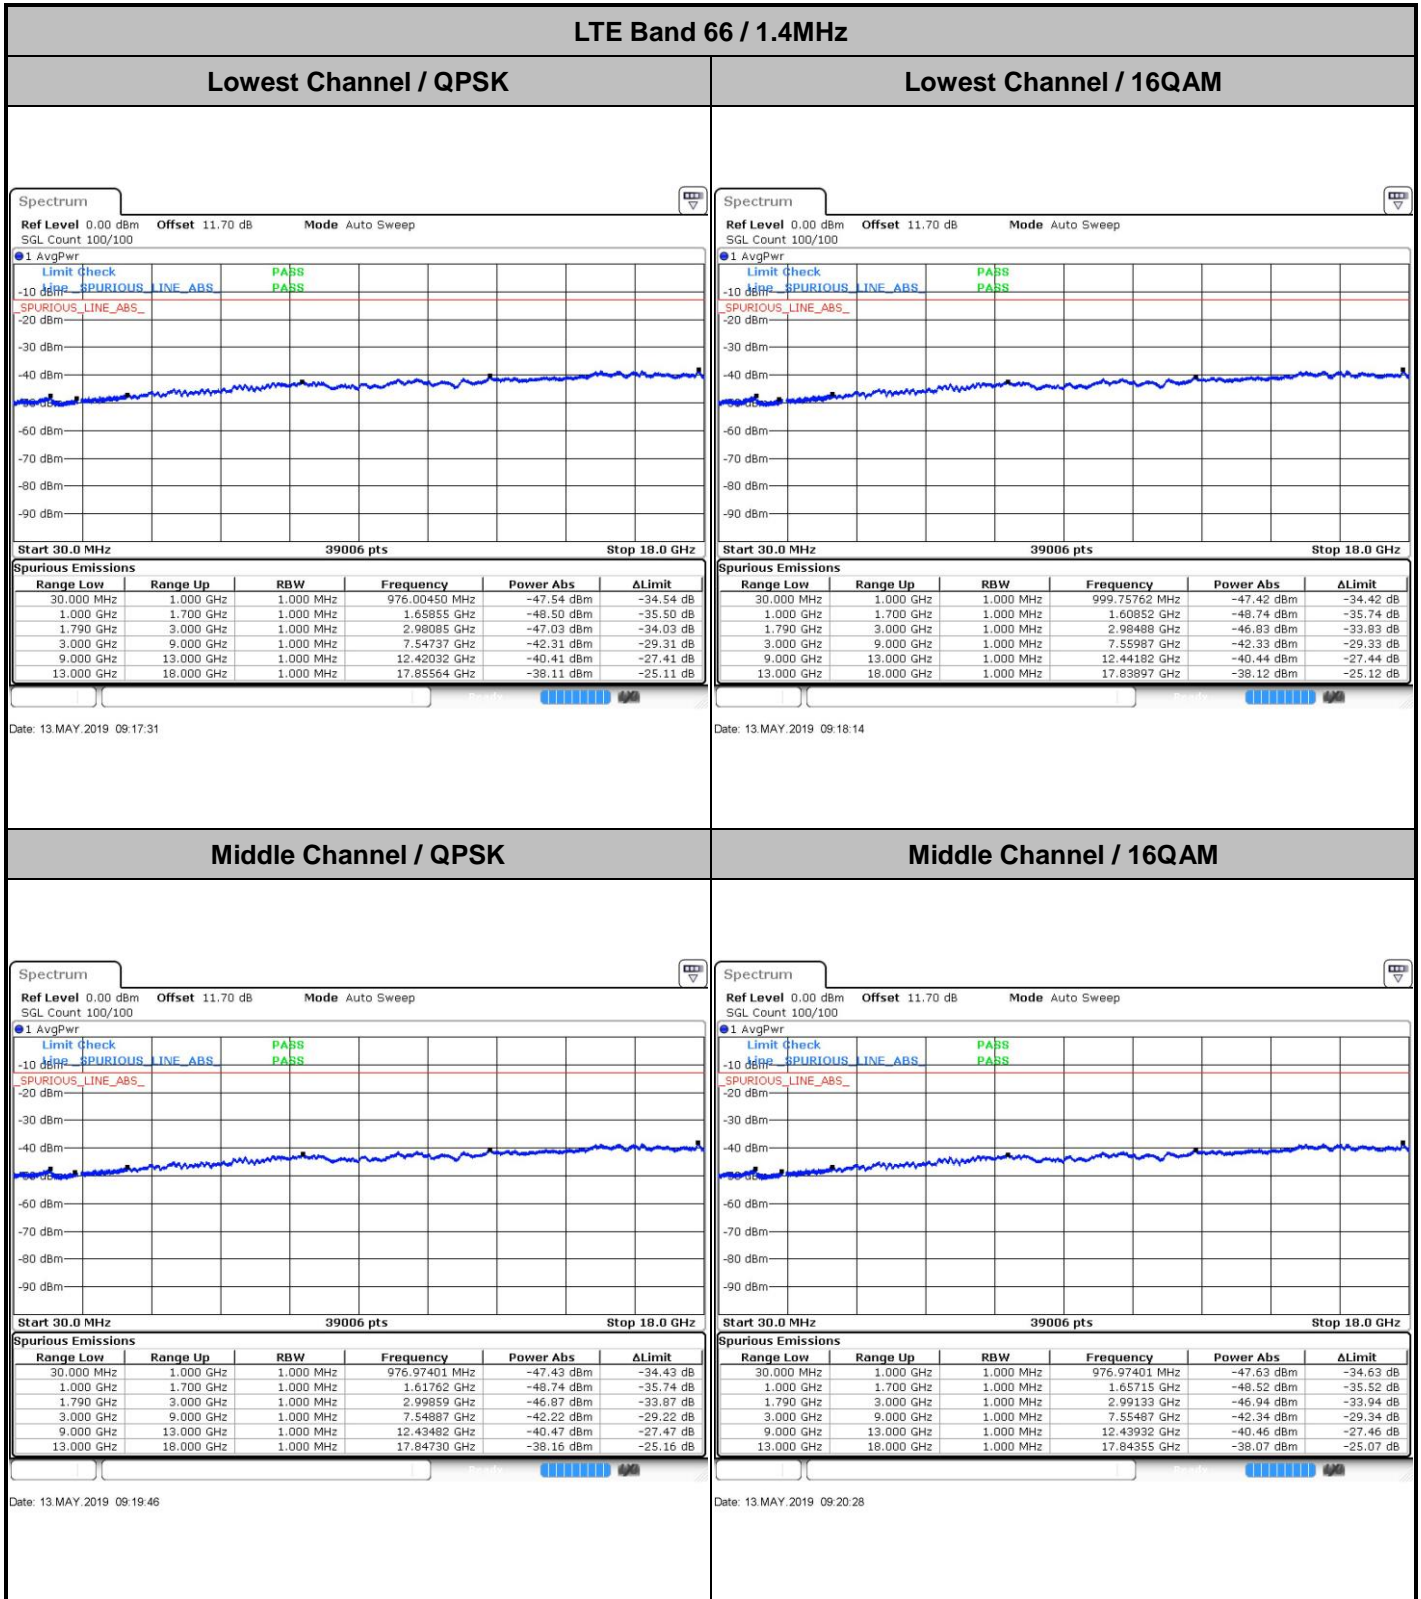 LTE Band 66 / 1.4MHz
Lowest Channel / QPSK
Lowest Channel / 16QAM
Spectrum
Ref Level 0.00 dBm Offset 11.70 dB Mode Auto Sweep
SGL Count 100/100
1 AvgPwr
Limit Check PASS
Line _SPURIOUS_LINE_ABS_ PASS
-10 dBm
_SPURIOUS_LINE_ABS_
-20 dBm
-30 dBm
-40 dBm
-50 dBm
-60 dBm
-70 dBm
-80 dBm
-90 dBm
Start 30.0 MHz 39006 pts Stop 18.0 GHz
Spurious Emissions
Range Low Range Up RBW Frequency Power Abs ΔLimit
30.000 MHz 1.000 GHz 1.000 MHz 976.00450 MHz -47.54 dBm -34.54 dB
1.000 GHz 1.700 GHz 1.000 MHz 1.65855 GHz -48.50 dBm -35.50 dB
1.790 GHz 3.000 GHz 1.000 MHz 2.98085 GHz -47.03 dBm -34.03 dB
3.000 GHz 9.000 GHz 1.000 MHz 7.54737 GHz -42.31 dBm -29.31 dB
9.000 GHz 13.000 GHz 1.000 MHz 12.42032 GHz -40.41 dBm -27.41 dB
13.000 GHz 18.000 GHz 1.000 MHz 17.85564 GHz -38.11 dBm -25.11 dB
Date: 13.MAY.2019 09:17:31
Spectrum
Ref Level 0.00 dBm Offset 11.70 dB Mode Auto Sweep
SGL Count 100/100
1 AvgPwr
Limit Check PASS
Line _SPURIOUS_LINE_ABS_ PASS
-10 dBm
_SPURIOUS_LINE_ABS_
-20 dBm
-30 dBm
-40 dBm
-50 dBm
-60 dBm
-70 dBm
-80 dBm
-90 dBm
Start 30.0 MHz 39006 pts Stop 18.0 GHz
Spurious Emissions
Range Low Range Up RBW Frequency Power Abs ΔLimit
30.000 MHz 1.000 GHz 1.000 MHz 999.75762 MHz -47.42 dBm -34.42 dB
1.000 GHz 1.700 GHz 1.000 MHz 1.60852 GHz -48.74 dBm -35.74 dB
1.790 GHz 3.000 GHz 1.000 MHz 2.98488 GHz -46.83 dBm -33.83 dB
3.000 GHz 9.000 GHz 1.000 MHz 7.55987 GHz -42.33 dBm -29.33 dB
9.000 GHz 13.000 GHz 1.000 MHz 12.44182 GHz -40.44 dBm -27.44 dB
13.000 GHz 18.000 GHz 1.000 MHz 17.83897 GHz -38.12 dBm -25.12 dB
Date: 13.MAY.2019 09:18:14
Middle Channel / QPSK
Middle Channel / 16QAM
Spectrum
Ref Level 0.00 dBm Offset 11.70 dB Mode Auto Sweep
SGL Count 100/100
1 AvgPwr
Limit Check PASS
Line _SPURIOUS_LINE_ABS_ PASS
-10 dBm
_SPURIOUS_LINE_ABS_
-20 dBm
-30 dBm
-40 dBm
-50 dBm
-60 dBm
-70 dBm
-80 dBm
-90 dBm
Start 30.0 MHz 39006 pts Stop 18.0 GHz
Spurious Emissions
Range Low Range Up RBW Frequency Power Abs ΔLimit
30.000 MHz 1.000 GHz 1.000 MHz 976.97401 MHz -47.43 dBm -34.43 dB
1.000 GHz 1.700 GHz 1.000 MHz 1.61762 GHz -48.74 dBm -35.74 dB
1.790 GHz 3.000 GHz 1.000 MHz 2.99859 GHz -46.87 dBm -33.87 dB
3.000 GHz 9.000 GHz 1.000 MHz 7.54887 GHz -42.22 dBm -29.22 dB
9.000 GHz 13.000 GHz 1.000 MHz 12.43482 GHz -40.47 dBm -27.47 dB
13.000 GHz 18.000 GHz 1.000 MHz 17.84730 GHz -38.16 dBm -25.16 dB
Date: 13.MAY.2019 09:19:46
Spectrum
Ref Level 0.00 dBm Offset 11.70 dB Mode Auto Sweep
SGL Count 100/100
1 AvgPwr
Limit Check PASS
Line _SPURIOUS_LINE_ABS_ PASS
-10 dBm
_SPURIOUS_LINE_ABS_
-20 dBm
-30 dBm
-40 dBm
-50 dBm
-60 dBm
-70 dBm
-80 dBm
-90 dBm
Start 30.0 MHz 39006 pts Stop 18.0 GHz
Spurious Emissions
Range Low Range Up RBW Frequency Power Abs ΔLimit
30.000 MHz 1.000 GHz 1.000 MHz 976.97401 MHz -47.63 dBm -34.63 dB
1.000 GHz 1.700 GHz 1.000 MHz 1.65715 GHz -48.52 dBm -35.52 dB
1.790 GHz 3.000 GHz 1.000 MHz 2.99133 GHz -46.94 dBm -33.94 dB
3.000 GHz 9.000 GHz 1.000 MHz 7.55487 GHz -42.34 dBm -29.34 dB
9.000 GHz 13.000 GHz 1.000 MHz 12.43932 GHz -40.46 dBm -27.46 dB
13.000 GHz 18.000 GHz 1.000 MHz 17.84355 GHz -38.07 dBm -25.07 dB
Date: 13.MAY.2019 09:20:28